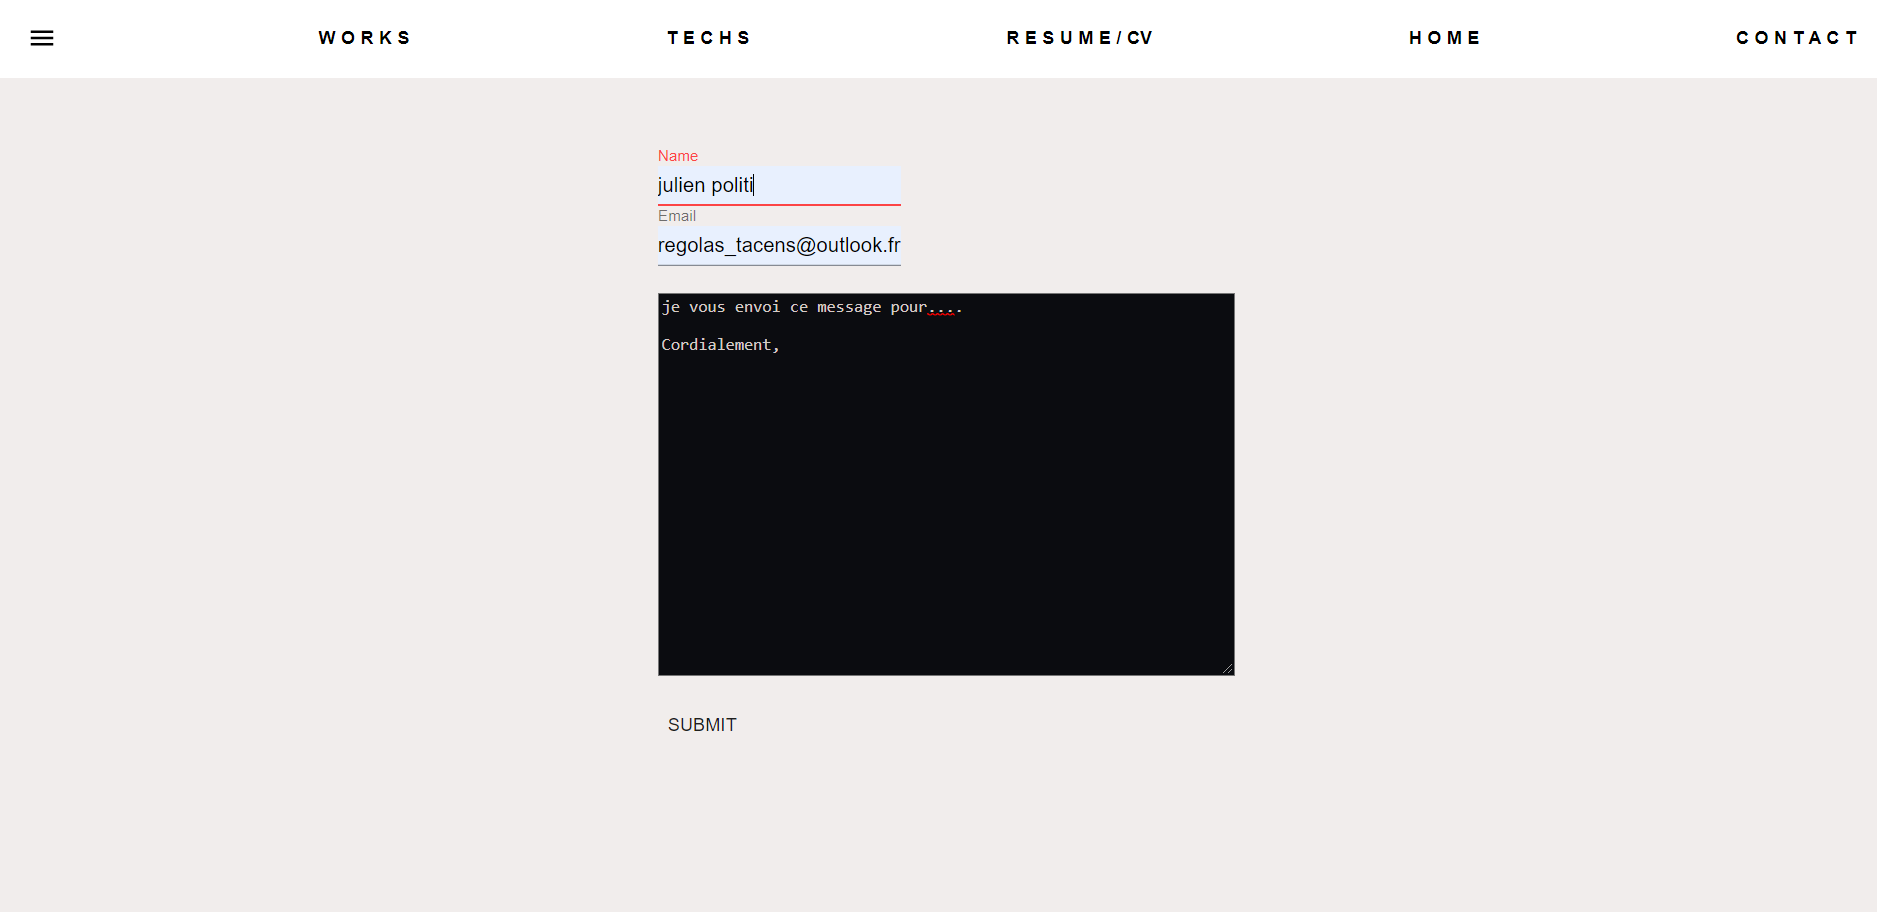 WORKS TECHS RESUME/CV HOME CONTACT
Name
julien politi
Email
regolas_tacens@outlook.fr
je vous envoi ce message pour....
Cordialement,
SUBMIT